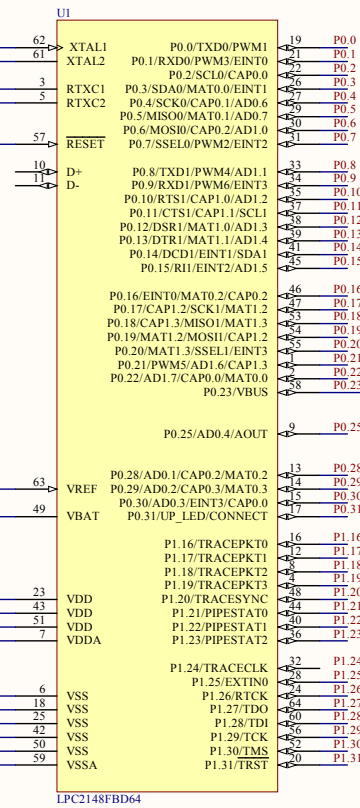 U1
62 XTAL1 P0.0/TXD0/PWM1 19 P0.0
61 XTAL2 P0.1/RXD0/PWM3/EINT0 21 P0.1
P0.2/SCL0/CAP0.0 22 P0.2
3 RTXC1 P0.3/SDA0/MAT0.0/EINT1 26 P0.3
5 RTXC2 P0.4/SCK0/CAP0.1/AD0.6 27 P0.4
P0.5/MISO0/MAT0.1/AD0.7 29 P0.5
P0.6/MOSI0/CAP0.2/AD1.0 30 P0.6
57 RESET P0.7/SSEL0/PWM2/EINT2 31 P0.7
10 D+ P0.8/TXD1/PWM4/AD1.1 33 P0.8
11 D- P0.9/RXD1/PWM6/EINT3 34 P0.9
P0.10/RTS1/CAP1.0/AD1.2 35 P0.10
P0.11/CTS1/CAP1.1/SCL1 37 P0.11
P0.12/DSR1/MAT1.0/AD1.3 38 P0.12
P0.13/DTR1/MAT1.1/AD1.4 39 P0.13
P0.14/DCD1/EINT1/SDA1 41 P0.14
P0.15/RI1/EINT2/AD1.5 45 P0.15
P0.16/EINT0/MAT0.2/CAP0.2 46 P0.16
P0.17/CAP1.2/SCK1/MAT1.2 47 P0.17
P0.18/CAP1.3/MISO1/MAT1.3 53 P0.18
P0.19/MAT1.2/MOSI1/CAP1.2 54 P0.19
P0.20/MAT1.3/SSEL1/EINT3 55 P0.20
P0.21/PWM5/AD1.6/CAP1.3 1 P0.21
P0.22/AD1.7/CAP0.0/MAT0.0 2 P0.22
P0.23/VBUS 58 P0.23
P0.25/AD0.4/AOUT 9 P0.25
P0.28/AD0.1/CAP0.2/MAT0.2 13 P0.28
63 VREF P0.29/AD0.2/CAP0.3/MAT0.3 14 P0.29
P0.30/AD0.3/EINT3/CAP0.0 15 P0.30
49 VBAT P0.31/UP_LED/CONNECT 17 P0.31
P1.16/TRACEPKT0 16 P1.16
P1.17/TRACEPKT1 12 P1.17
P1.18/TRACEPKT2 8 P1.18
P1.19/TRACEPKT3 4 P1.19
23 VDD P1.20/TRACESYNC 48 P1.20
43 VDD P1.21/PIPESTAT0 44 P1.21
51 VDD P1.22/PIPESTAT1 40 P1.22
7 VDDA P1.23/PIPESTAT2 36 P1.23
P1.24/TRACECLK 32 P1.24
P1.25/EXTIN0 28 P1.25
6 VSS P1.26/RTCK 24 P1.26
18 VSS P1.27/TDO 64 P1.27
25 VSS P1.28/TDI 60 P1.28
42 VSS P1.29/TCK 56 P1.29
50 VSS P1.30/TMS 52 P1.30
59 VSSA P1.31/TRST 20 P1.31
LPC2148FBD64